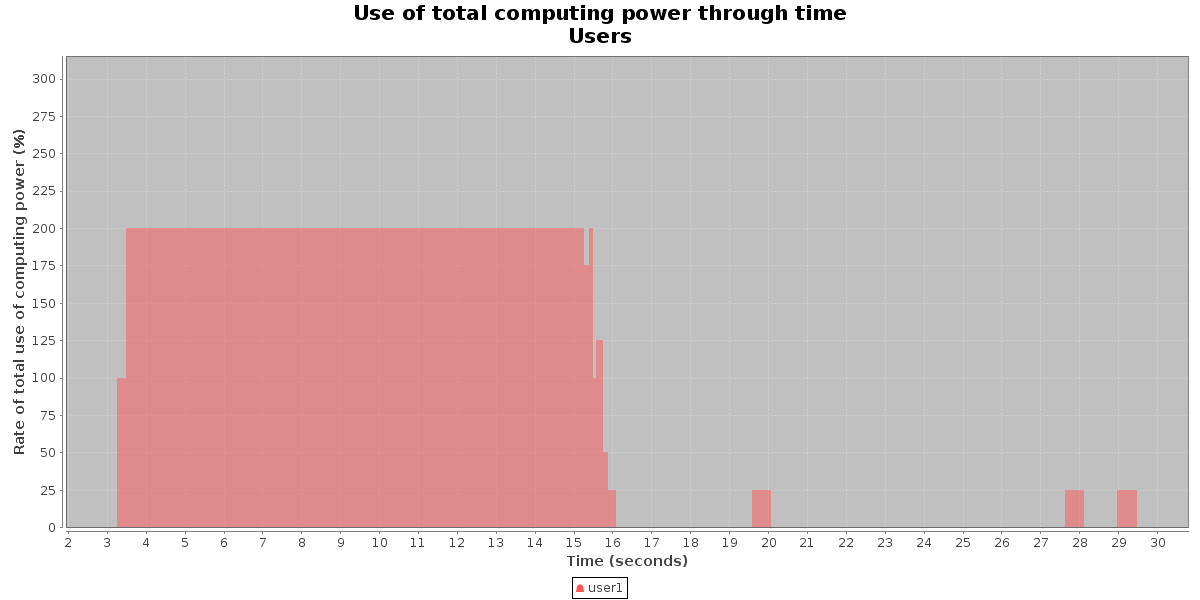 Use of total computing power through time
Users
Rate of total use of computing power (%)
300
275
250
225
200
175
150
125
100
75
50
25
0
2 3 4 5 6 7 8 9 10 11 12 13 14 15 16 17 18 19 20 21 22 23 24 25 26 27 28 29 30
Time (seconds)
user1